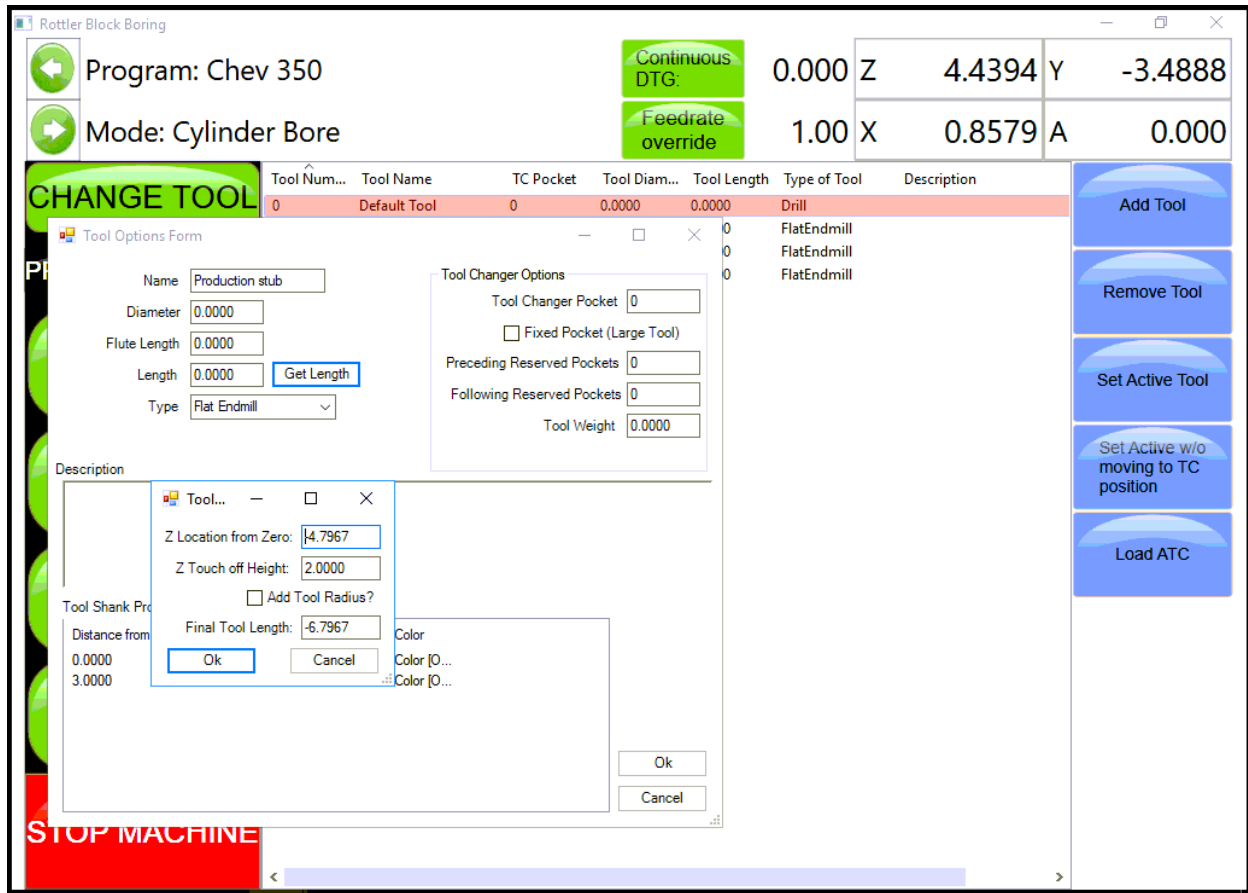 Rottler Block Boring
Program: Chev 350
Continuous DTG:
0.000 Z 4.4394 Y -3.4888
Mode: Cylinder Bore
Feedrate override
1.00 X 0.8579 A 0.000
CHANGE TOOL
Tool Num... Tool Name TC Pocket Tool Diam... Tool Length Type of Tool Description
0 Default Tool 0 0.0000 0.0000 Drill
0 FlatEndmill
0 FlatEndmill
0 FlatEndmill
Add Tool
Remove Tool
Set Active Tool
Set Active w/o
moving to TC
position
Load ATC
Tool Options Form
Name Production stub
Diameter 0.0000
Flute Length 0.0000
Length 0.0000 Get Length
Type Flat Endmill
Tool Changer Options
Tool Changer Pocket 0
Fixed Pocket (Large Tool)
Preceding Reserved Pockets 0
Following Reserved Pockets 0
Tool Weight 0.0000
Description
Tool...
Z Location from Zero: -4.7967
Z Touch off Height: 2.0000
Add Tool Radius?
Final Tool Length: -6.7967
Ok Cancel
Tool Shank Pro
Distance from Color
0.0000 Color [O...
3.0000 Color [O...
Ok
Cancel
STOP MACHINE